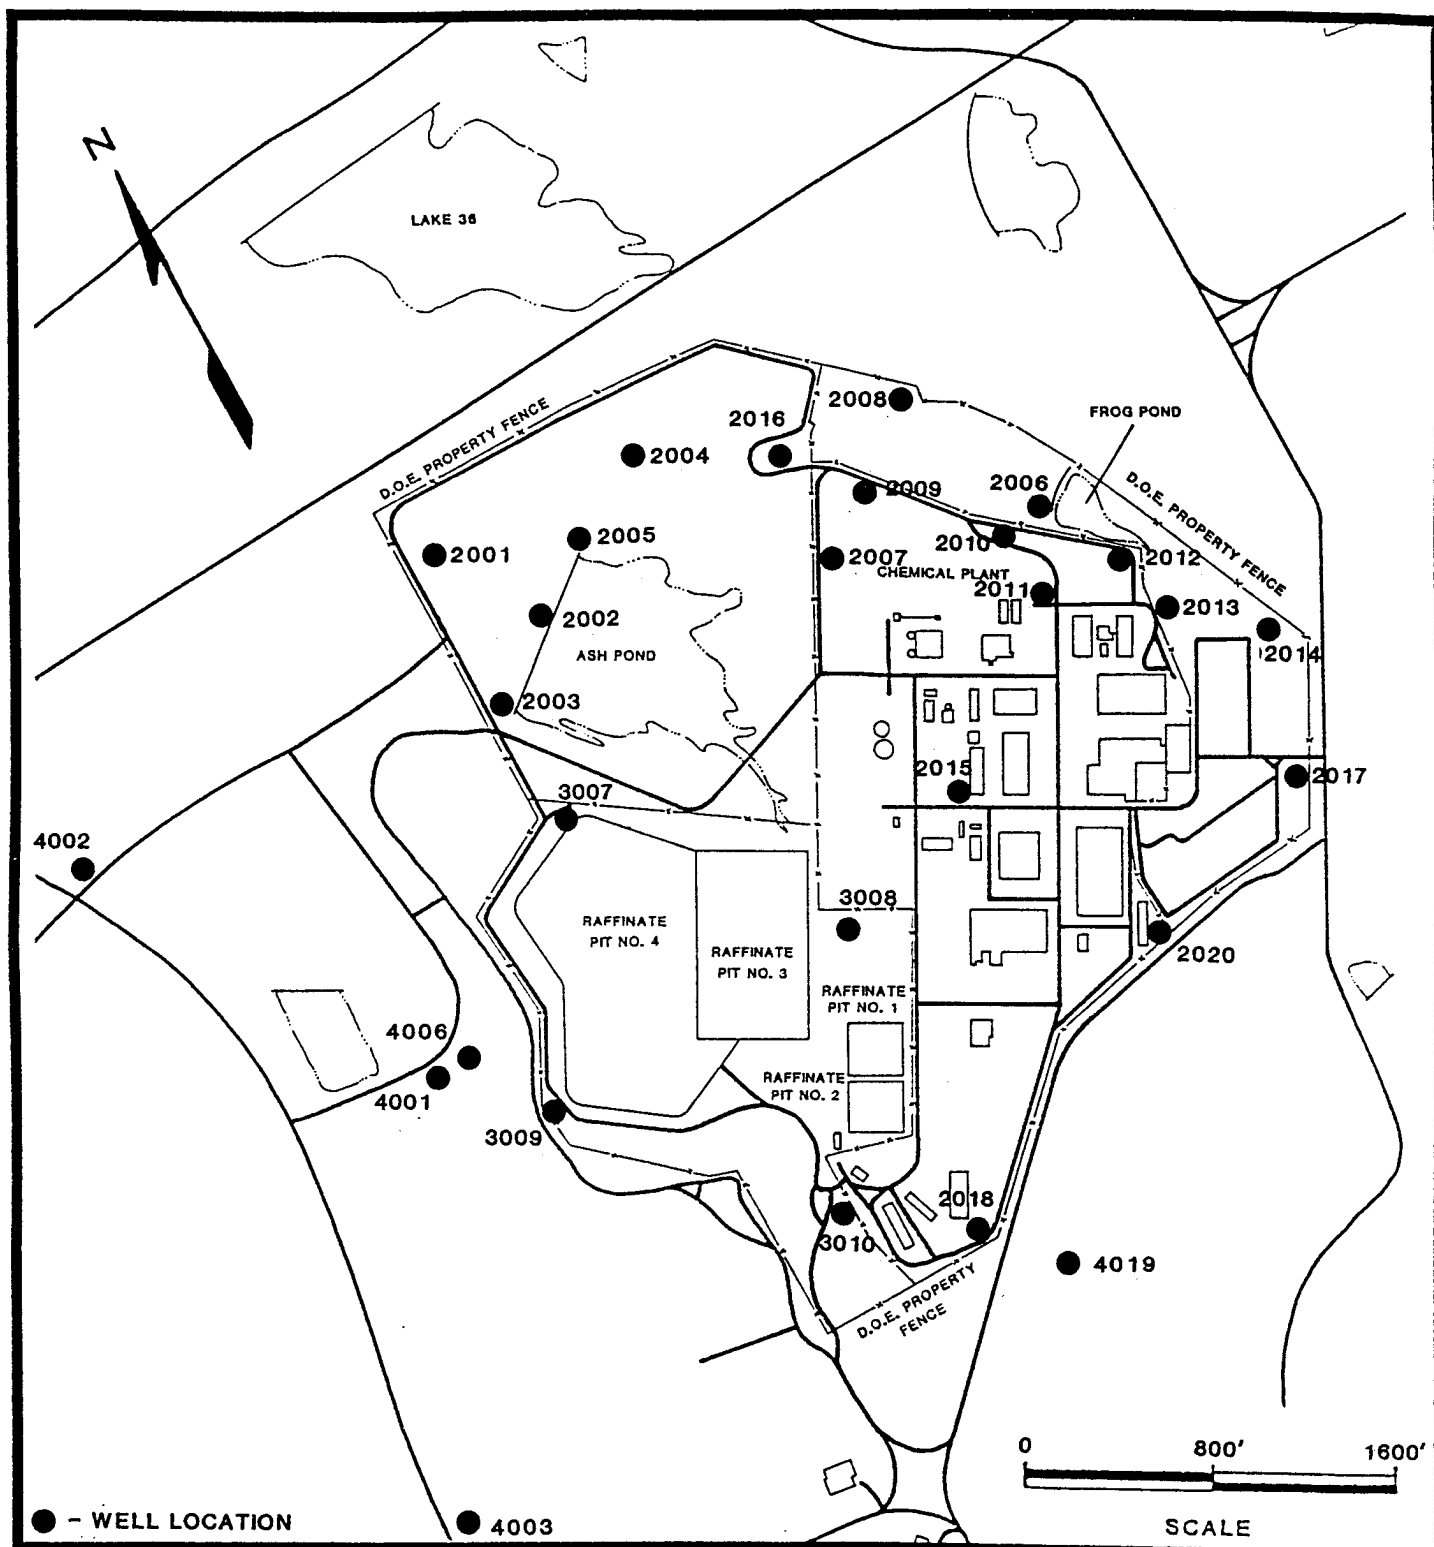 N
LAKE 36
D.O.E. PROPERTY FENCE
2008
FROG POND
2016
2004
D.O.E. PROPERTY FENCE
2009
2006
2001
2005
2010
2007
CHEMICAL PLANT
2012
2011
2013
2002
2014
ASH POND
2003
2015
2017
3007
4002
3008
RAFFINATE
PIT NO. 4
RAFFINATE
PIT NO. 3
2020
RAFFINATE
PIT NO. 1
4006
RAFFINATE
PIT NO. 2
4001
3009
2018
3010
4019
D.O.E. PROPERTY
FENCE
0 800' 1600'
SCALE
- WELL LOCATION
4003